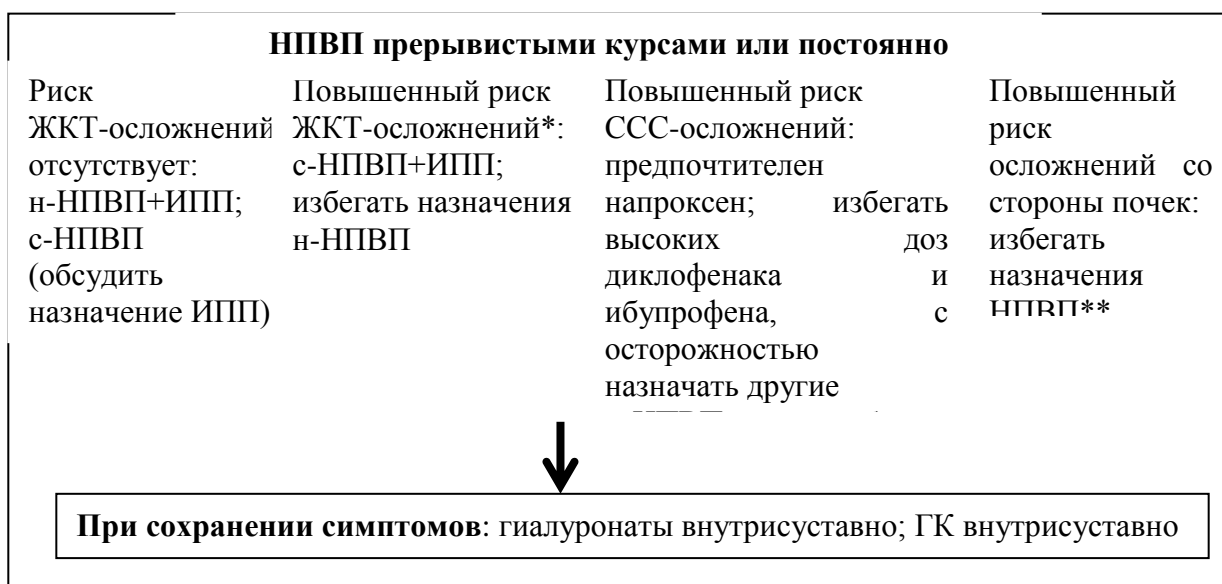 НПВП прерывистыми курсами или постоянно
Риск
ЖКТ-осложнений
отсутствует:
н-НПВП+ИПП;
с-НПВП
(обсудить
назначение ИПП)
Повышенный риск
ЖКТ-осложнений*:
с-НПВП+ИПП;
избегать назначения
н-НПВП
Повышенный риск
ССС-осложнений:
предпочтителен
напроксен; избегать
высоких доз
диклофенака и
ибупрофена, с
осторожностью
назначать другие
Повышенный
риск
осложнений со
стороны почек:
избегать
назначения
НПВП**
При сохранении симптомов: гиалуронаты внутрисуставно; ГК внутрисуставно